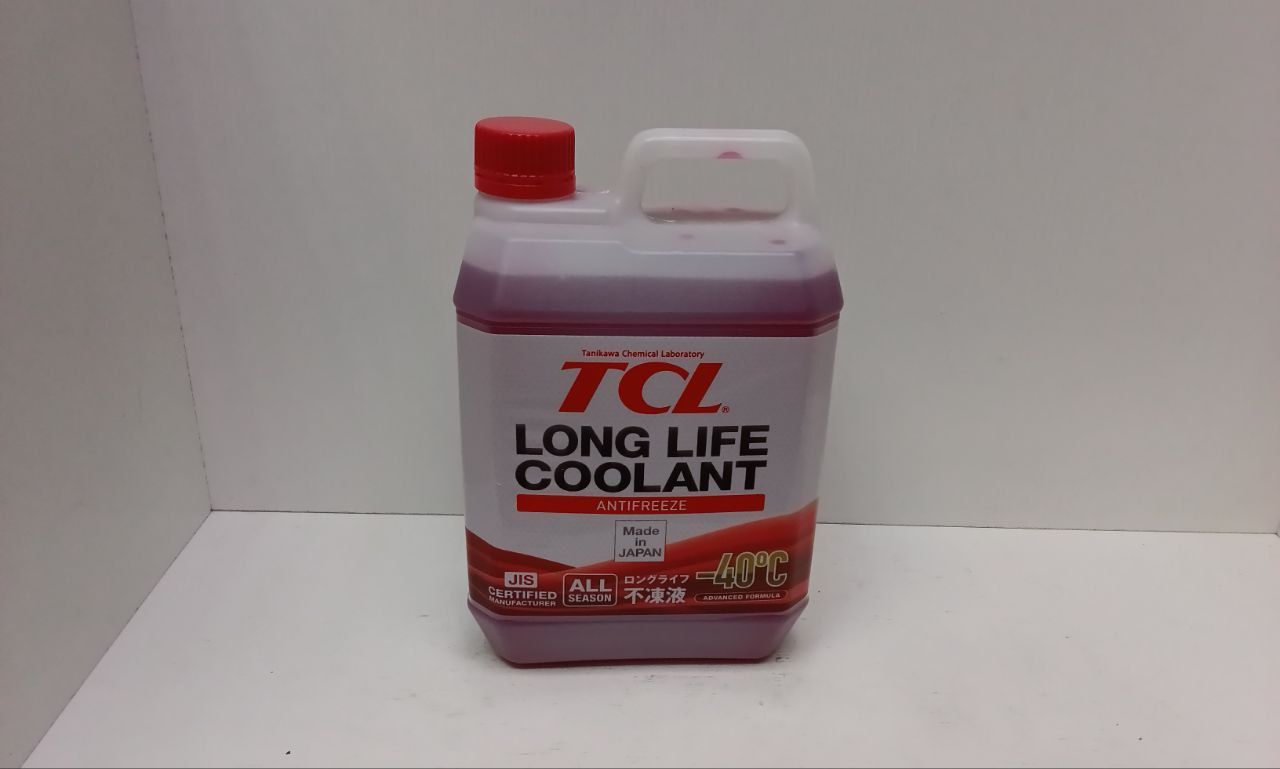 Tanikawa Chemical Laboratory
TCL®
LONG LIFE
COOLANT
ANTIFREEZE
Made
in
JAPAN
JIS
CERTIFIED
MANUFACTURER
ALL
SEASON
ロングライフ
不凍液
-40°C
ADVANCED FORMULA